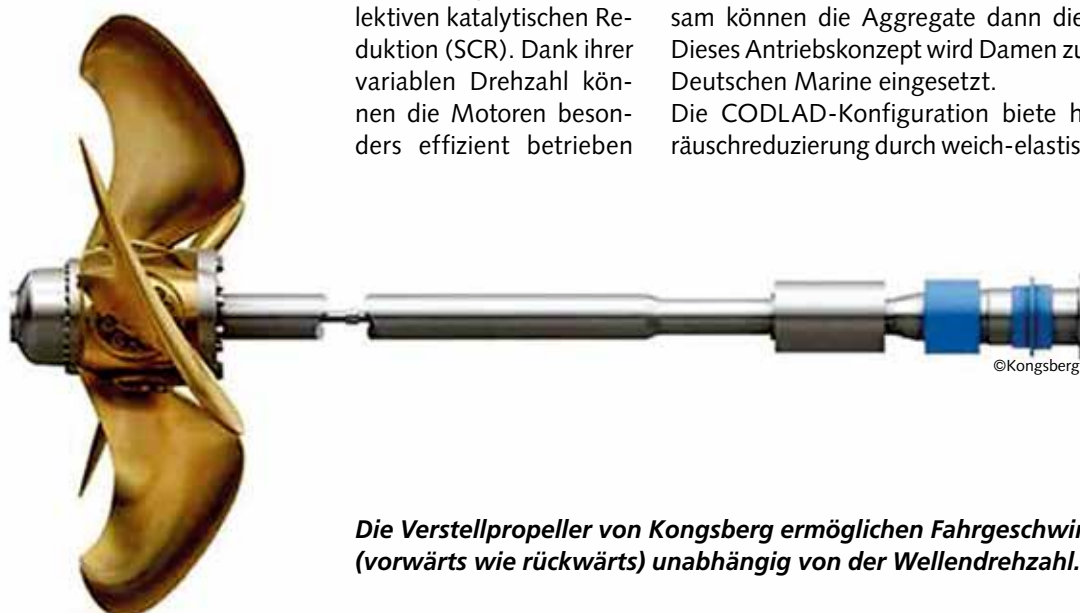 lektiven katalytischen Re-
duktion (SCR). Dank ihrer
variablen Drehzahl kön-
nen die Motoren beson-
ders effizient betrieben
sam können die Aggregate dann die
Dieses Antriebskonzept wird Damen zu
Deutschen Marine eingesetzt.
Die CODLAD-Konfiguration biete h
räuschreduzierung durch weich-elastis
©Kongsberg
Die Verstellpropeller von Kongsberg ermöglichen Fahrgeschwin
(vorwärts wie rückwärts) unabhängig von der Wellendrehzahl.